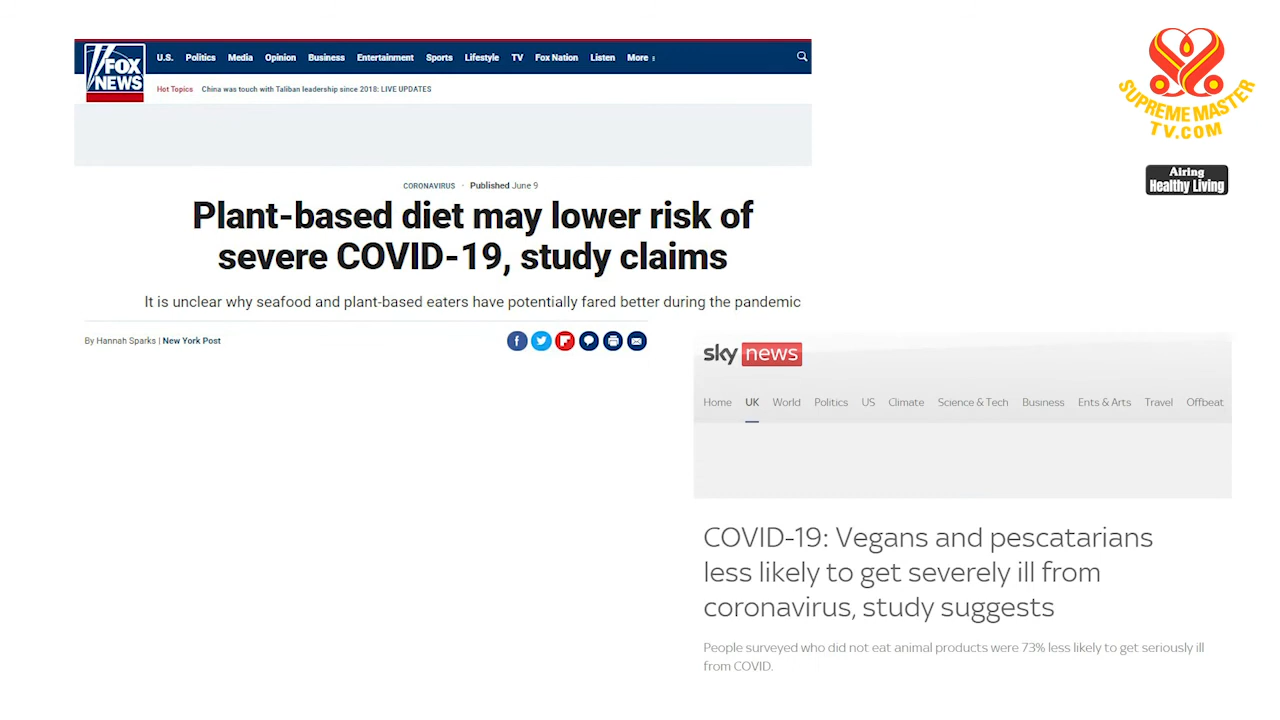 FOX
NEWS
U.S. Politics Media Opinion Business Entertainment Sports Lifestyle TV Fox Nation Listen More
Hot Topics China was touch with Taliban leadership since 2018: LIVE UPDATES
CORONAVIRUS · Published June 9
Plant-based diet may lower risk of
severe COVID-19, study claims
It is unclear why seafood and plant-based eaters have potentially fared better during the pandemic
By Hannah Sparks | New York Post
SUPREME MASTER
TV.COM
Airing
Healthy Living
sky news
Home UK World Politics US Climate Science & Tech Business Ents & Arts Travel Offbeat
COVID-19: Vegans and pescatarians
less likely to get severely ill from
coronavirus, study suggests
People surveyed who did not eat animal products were 73% less likely to get seriously ill
from COVID.